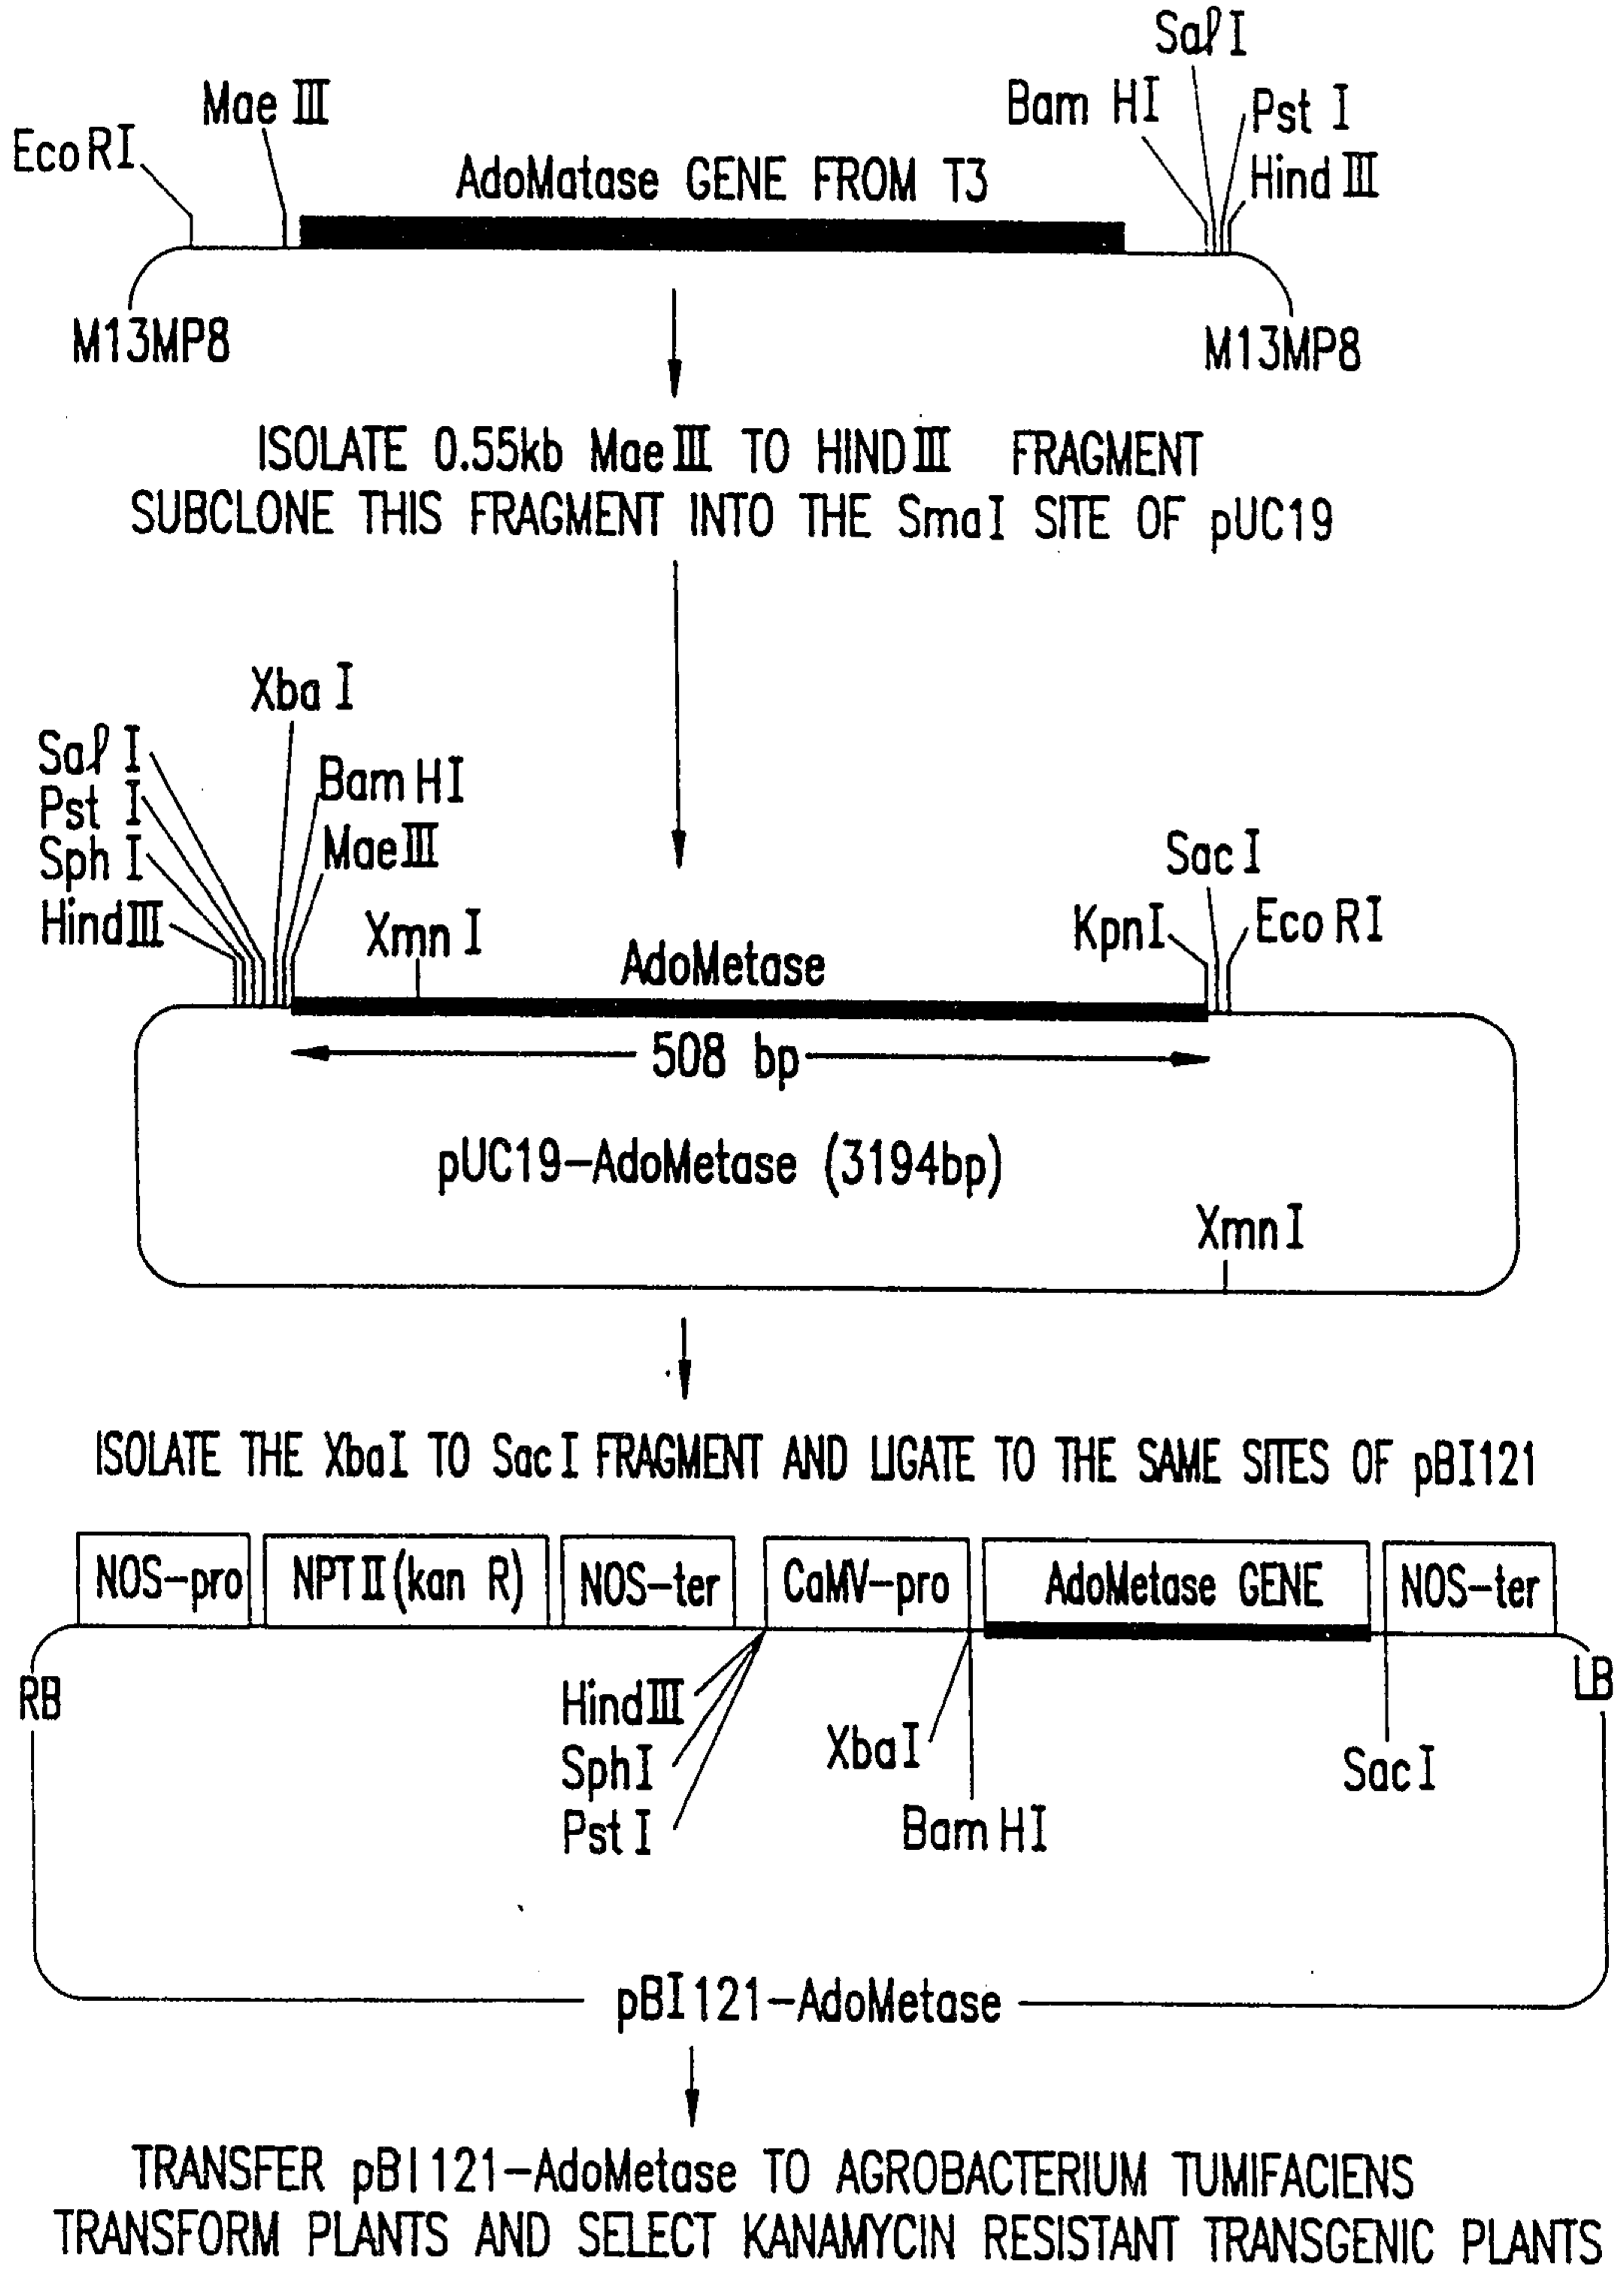 Sal I
Mae III
Bam HI
Pst I
Eco RI
Hind III
AdoMatase GENE FROM T3
M13MP8
M13MP8
ISOLATE 0.55kb Mae III TO HIND III FRAGMENT
SUBCLONE THIS FRAGMENT INTO THE SmaI SITE OF pUC19
Xba I
Sal I
Bam HI
Pst I
Mae III
Sph I
Sac I
Hind III
Xmn I
KpnI
Eco RI
AdoMetase
508 bp
pUC19-AdoMetase (3194bp)
XmnI
ISOLATE THE XbaI TO Sac I FRAGMENT AND LIGATE TO THE SAME SITES OF pBI121
NOS-pro
NPT II (kan R)
NOS-ter
CaMV-pro
AdoMetase GENE
NOS-ter
RB
LB
Hind III
SphI
Pst I
XbaI
Bam HI
Sac I
pBI121-AdoMetase
TRANSFER pBI121-AdoMetase TO AGROBACTERIUM TUMIFACIENS
TRANSFORM PLANTS AND SELECT KANAMYCIN RESISTANT TRANSGENIC PLANTS